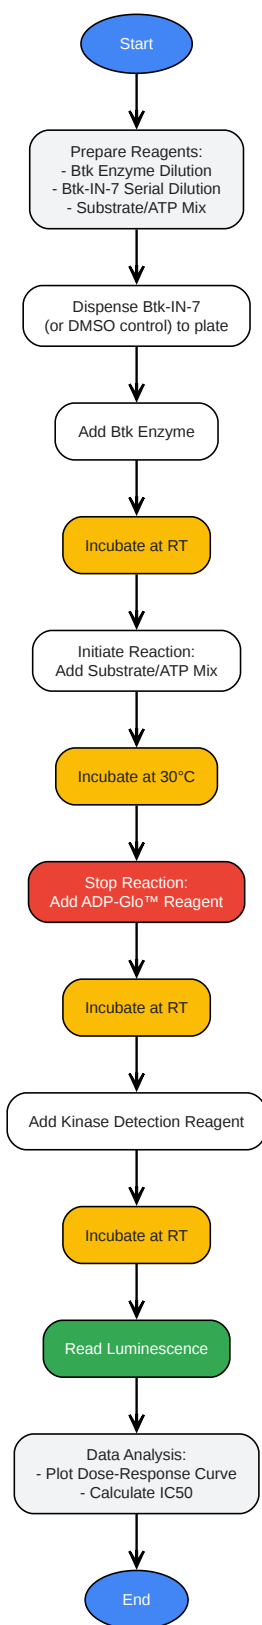 Start
Prepare Reagents:
- Btk Enzyme Dilution
- Btk-IN-7 Serial Dilution
- Substrate/ATP Mix
Dispense Btk-IN-7
(or DMSO control) to plate
Add Btk Enzyme
Incubate at RT
Initiate Reaction:
Add Substrate/ATP Mix
Incubate at 30°C
Stop Reaction:
Add ADP-Glo™ Reagent
Incubate at RT
Add Kinase Detection Reagent
Incubate at RT
Read Luminescence
Data Analysis:
- Plot Dose-Response Curve
- Calculate IC50
End